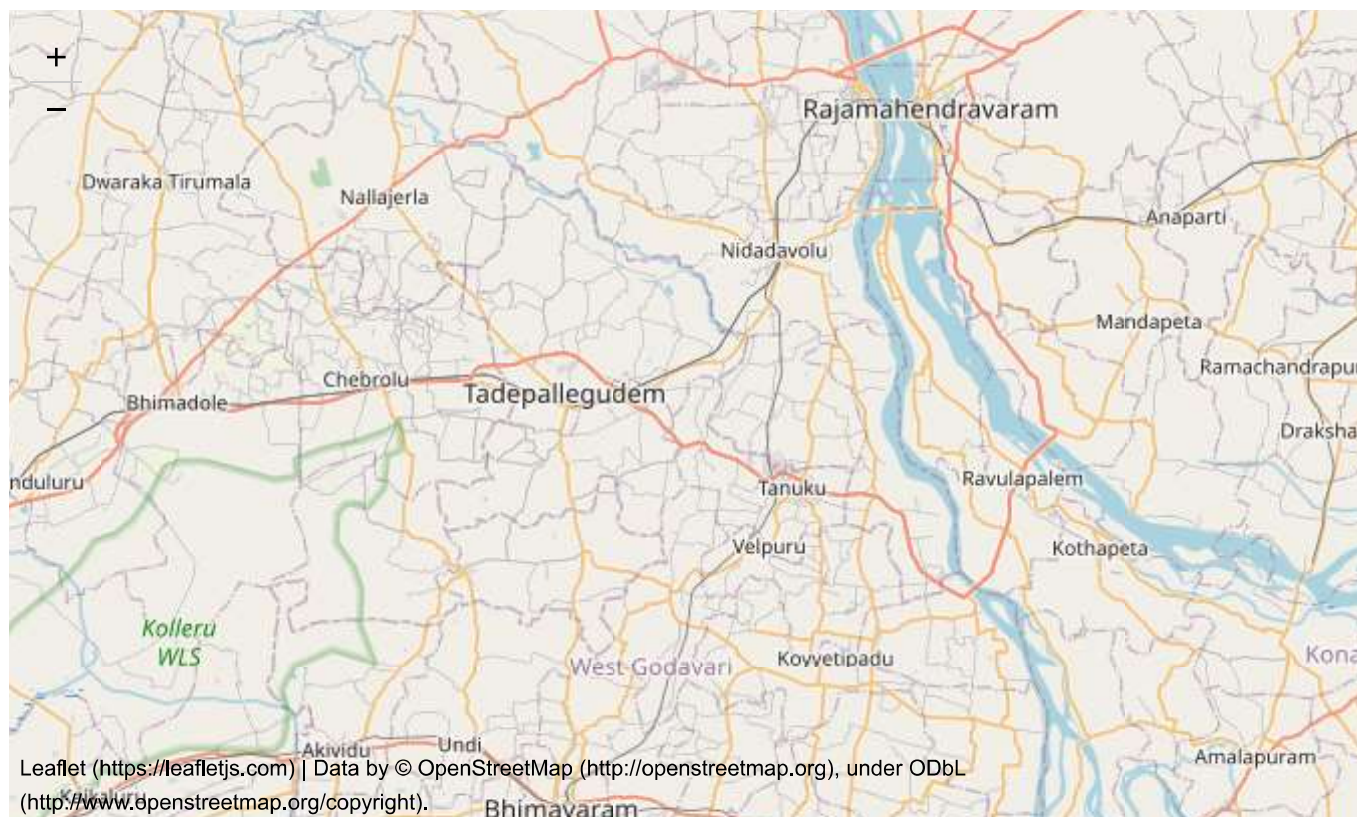 +
−
Rajamahendravaram
Dwaraka Tirumala
Nallajerla
Anaparti
Nidadavolu
Mandapeta
Ramachandrapur
Chebrolu
Tadepallegudem
Bhimadole
Draksha
nduluru
Tanuku
Ravulapalem
Velpuru
Kothapeta
Kolleru
WLS
West Godavari
Kovvetipadu
Kona
Akividu
Undi
Amalapuram
Leaflet (https://leafletjs.com) | Data by © OpenStreetMap (http://openstreetmap.org), under ODbL
(http://www.openstreetmap.org/copyright).
Kaikaluru
Bhimavaram